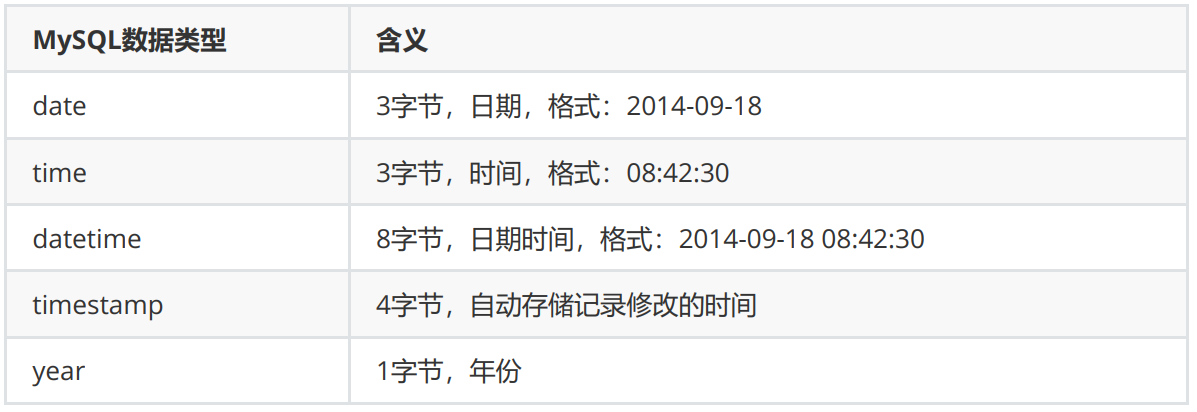 MySQL数据类型 含义
date 3字节，日期，格式：2014-09-18
time 3字节，时间，格式：08:42:30
datetime 8字节，日期时间，格式：2014-09-18 08:42:30
timestamp 4字节，自动存储记录修改的时间
year 1字节，年份